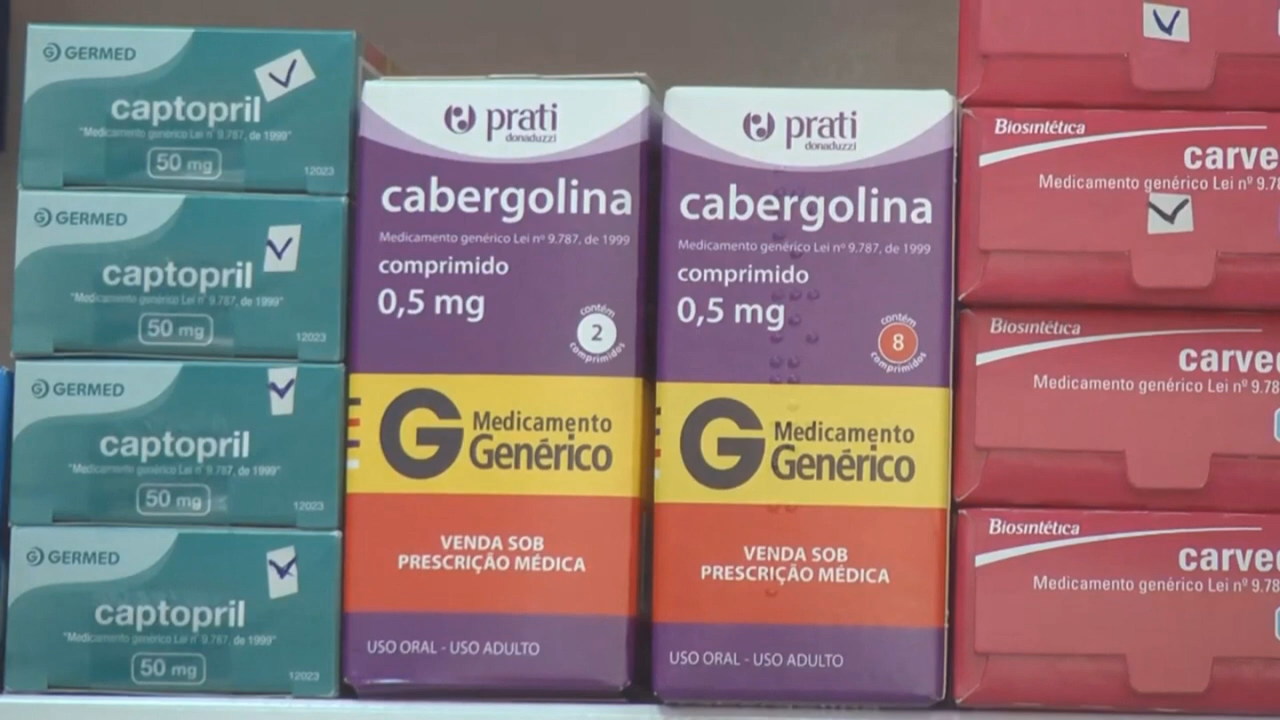 GERMED
captopril
"Medicamento genérico Lei nº 9.787, de 1999"
50 mg
12023
GERMED
captopril
"Medicamento genérico Lei nº 9.787, de 1999"
50 mg
12023
GERMED
captopril
"Medicamento genérico Lei nº 9.787, de 1999"
50 mg
12023
GERMED
captopril
"Medicamento genérico Lei nº 9.787, de 1999"
50 mg
12023
prati
donaduzzi
cabergolina
Medicamento genérico Lei nº 9.787, de 1999
comprimido
0,5 mg
contém
2
comprimidos
G Medicamento
Genérico
VENDA SOB
PRESCRIÇÃO MÉDICA
USO ORAL - USO ADULTO
prati
donaduzzi
cabergolina
Medicamento genérico Lei nº 9.787, de 1999
comprimido
0,5 mg
contém
8
comprimidos
G Medicamento
Genérico
VENDA SOB
PRESCRIÇÃO MÉDICA
USO ORAL - USO ADULTO
Biosintética
carve
Medicamento genérico Lei nº 9.78
Biosintética
carve
Medicamento genérico Lei nº 9.78
Biosintética
carve
Medicamento genérico Lei nº 9.78